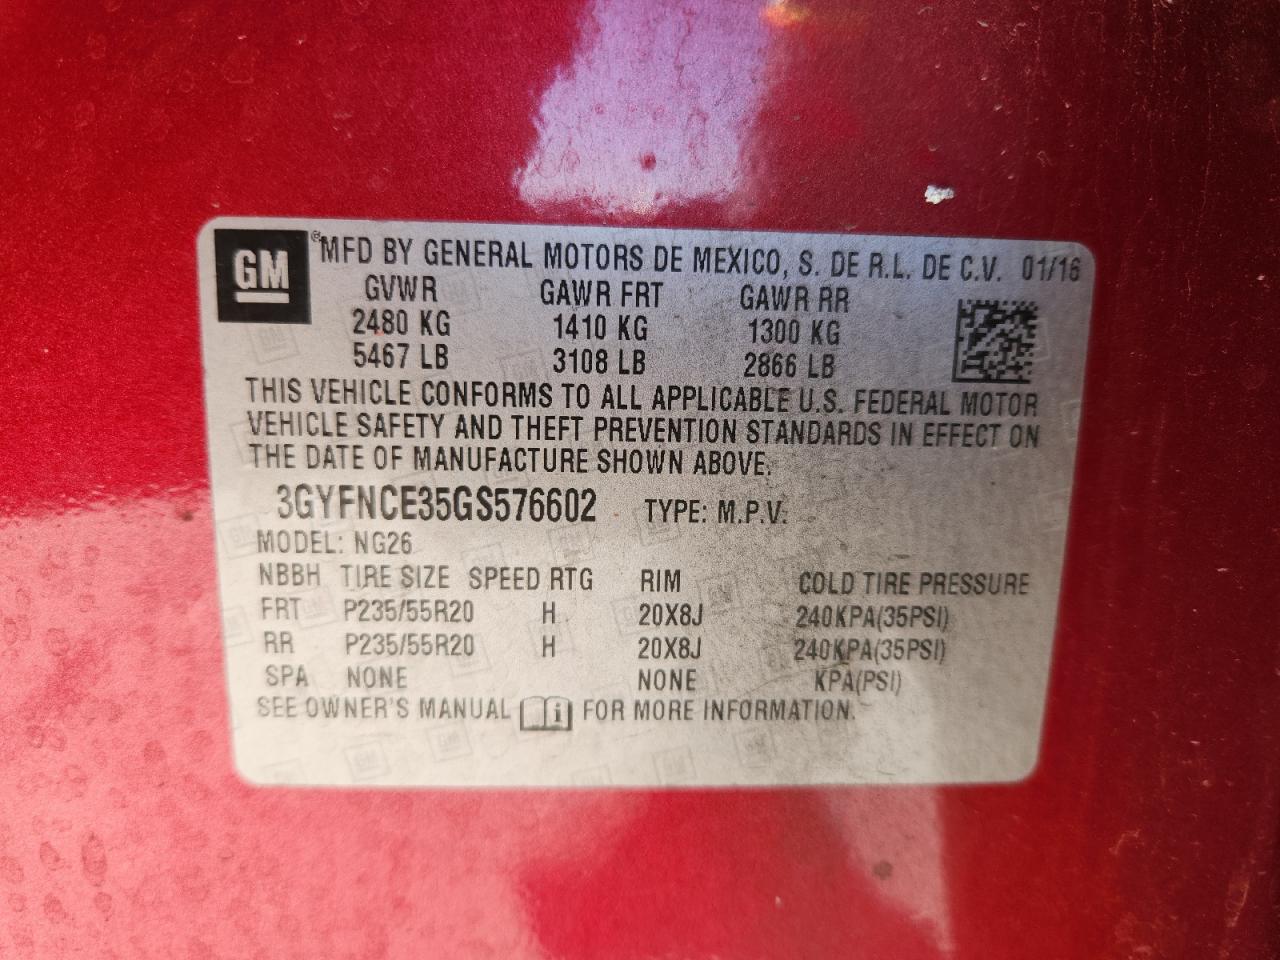 GM ® MFD BY GENERAL MOTORS DE MEXICO, S. DE R.L. DE C.V. 01/16
GVWR GAWR FRT GAWR RR
2480 KG 1410 KG 1300 KG
5467 LB 3108 LB 2866 LB
THIS VEHICLE CONFORMS TO ALL APPLICABLE U.S. FEDERAL MOTOR
VEHICLE SAFETY AND THEFT PREVENTION STANDARDS IN EFFECT ON
THE DATE OF MANUFACTURE SHOWN ABOVE.
3GYFNCE35GS576602 TYPE: M.P.V.
MODEL: NG26
NBBH TIRE SIZE SPEED RTG RIM COLD TIRE PRESSURE
FRT P235/55R20 H 20X8J 240KPA(35PSI)
RR P235/55R20 H 20X8J 240KPA(35PSI)
SPA NONE NONE KPA(PSI)
SEE OWNER'S MANUAL i FOR MORE INFORMATION.